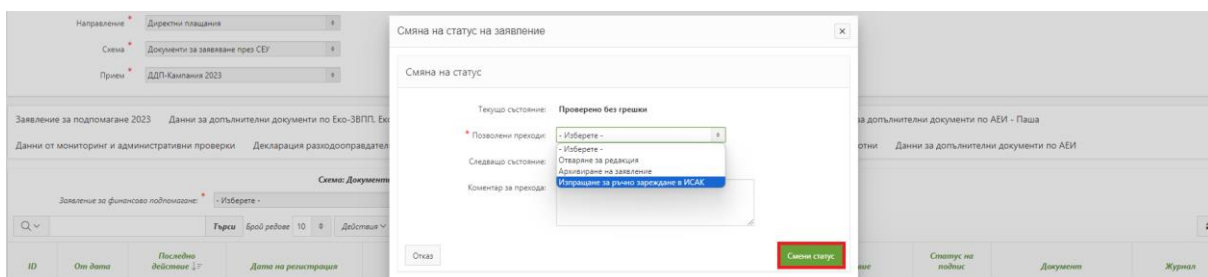 Направление * Директни плащания
Схема * Документи за заявяване през СЕУ
Прием * ДДП-Кампания 2023
Смяна на статус на заявление
Смяна на статус
Текущо състояние: Проверено без грешки
* Позволени преходи: - Изберете -
- Изберете -
Отваряне за редакция
Архивиране на заявление
Изпращане за ръчно зареждане в ИСАК
Следващо състояние:
Коментар за прехода:
Отказ
Смени статус
Заявление за подпомагане 2023 Данни за допълнителни документи по Еко-ЗВПП.
допълнителни документи по АЕИ - Паша
Данни от мониторинг и административни проверки Декларация
Данни за допълнителни документи по АЕИ
Схема:
Заявление за финансово подпомагане: * - Изберете -
Търси Брой редове 10 Действия
ID От дата Последно действие Дата на регистрация Статус на подпис Документ Журнал